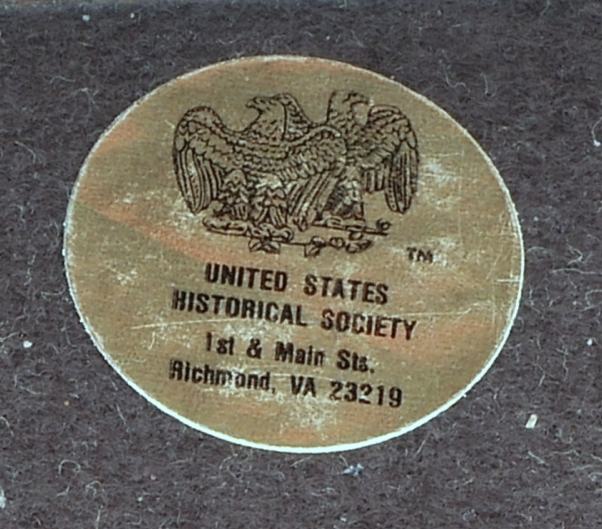 TM
UNITED STATES
HISTORICAL SOCIETY
1st & Main Sts.
Richmond, VA 23219